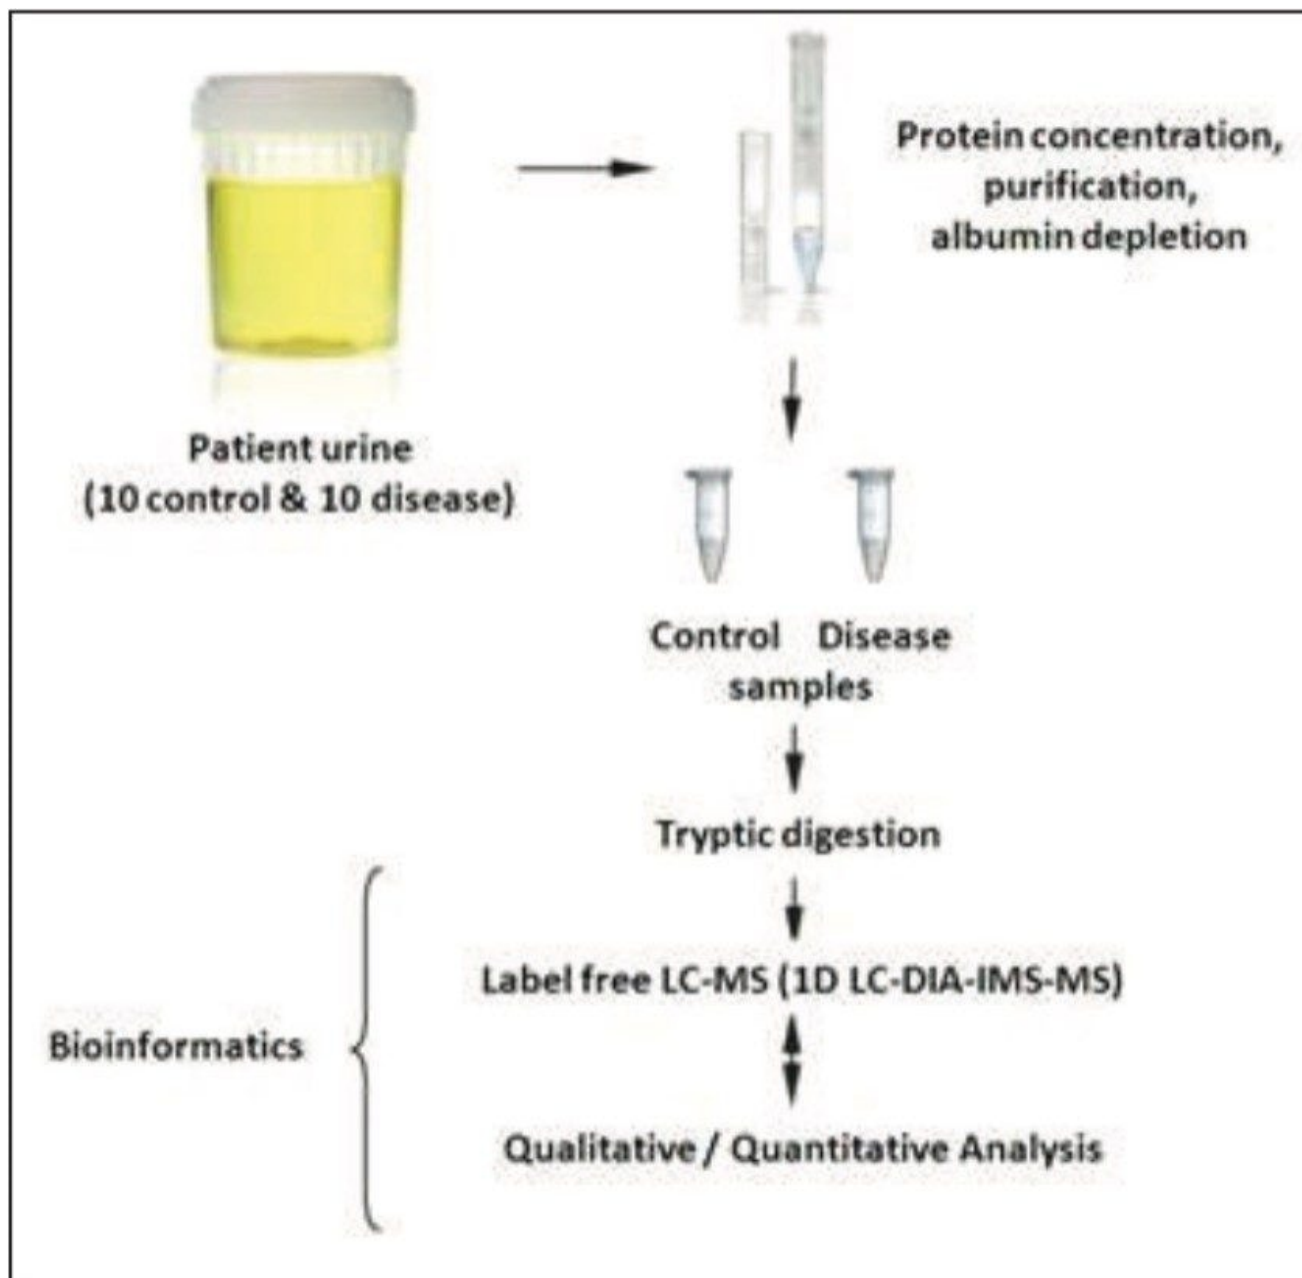 Protein concentration,
purification,
albumin depletion
Patient urine
(10 control & 10 disease)
Control Disease
samples
Tryptic digestion
Label free LC-MS (1D LC-DIA-IMS-MS)
Bioinformatics
Qualitative / Quantitative Analysis